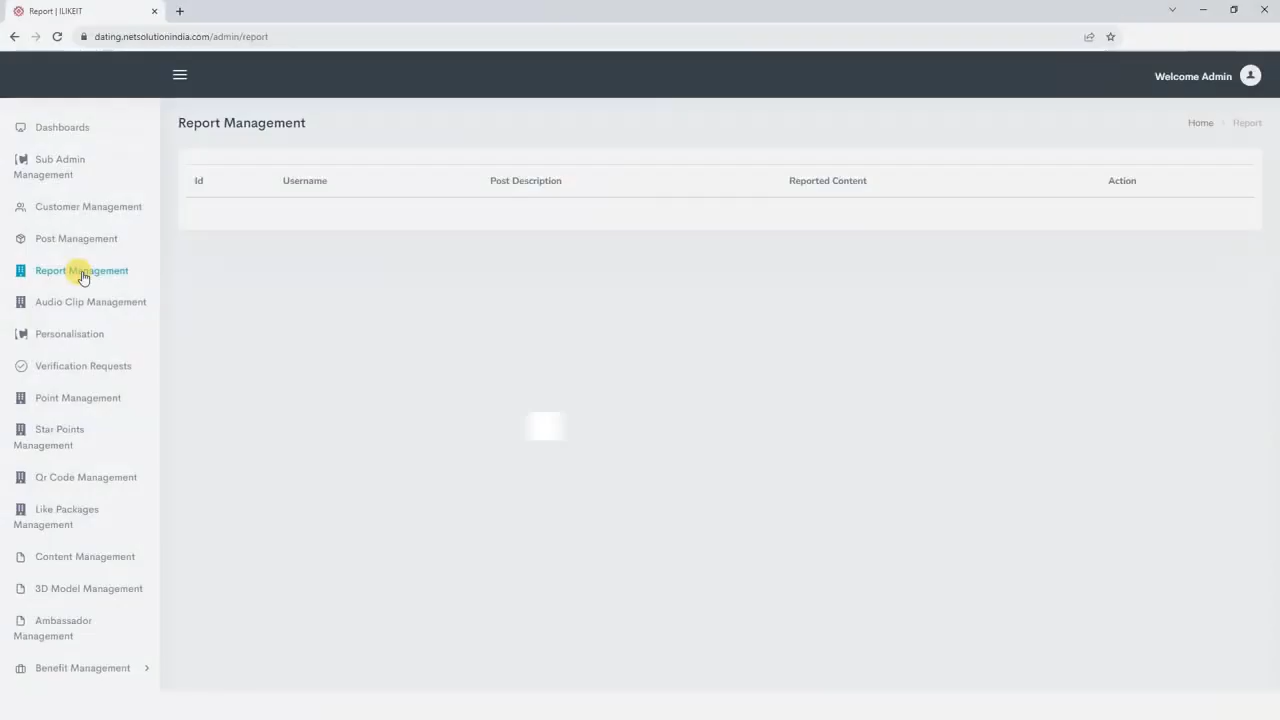 Report | ILIKEIT
dating.netsolutionindia.com/admin/report
Welcome Admin
Dashboards
Sub Admin
Management
Customer Management
Post Management
Report Management
Audio Clip Management
Personalisation
Verification Requests
Point Management
Star Points
Management
Qr Code Management
Like Packages
Management
Content Management
3D Model Management
Ambassador
Management
Benefit Management
Report Management
Home
Report
Id
Username
Post Description
Reported Content
Action